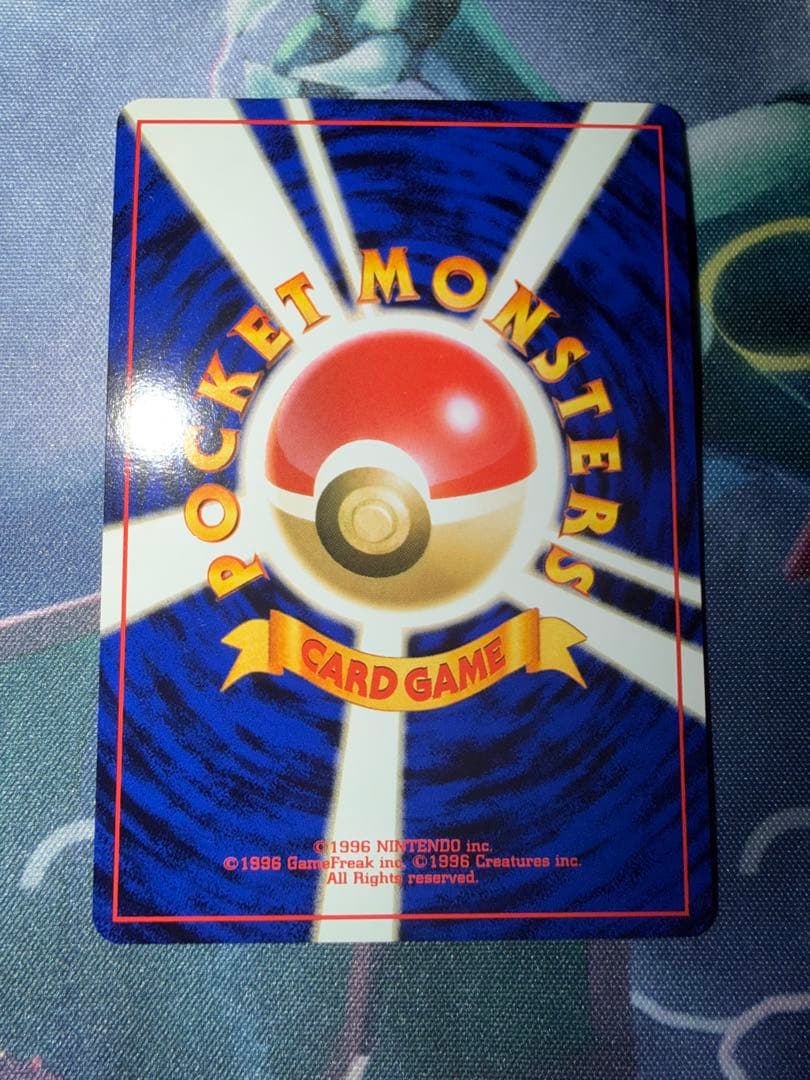 POCKET MONSTERS
CARD GAME
©1996 NINTENDO inc.
©1996 GameFreak inc. ©1996 Creatures inc.
All Rights reserved.